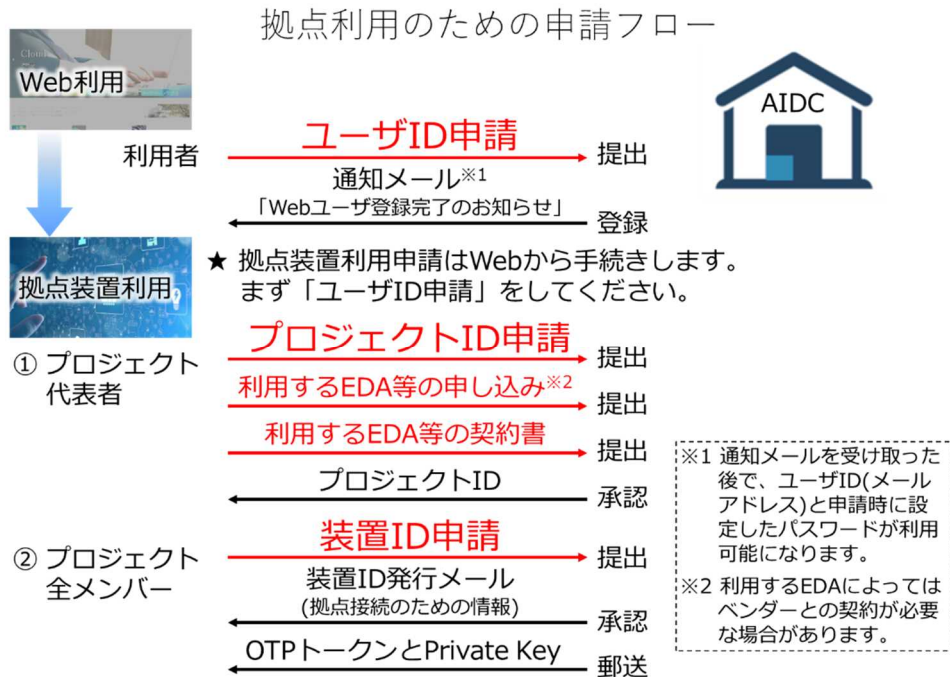 拠点利用のための申請フロー
Cloud
Web利用
AIDC
利用者
ユーザID申請
提出
通知メール※1
「Webユーザ登録完了のお知らせ」
登録
拠点装置利用
★ 拠点装置利用申請はWebから手続きします。
まず「ユーザID申請」をしてください。
① プロジェクト
代表者
プロジェクトID申請
提出
利用するEDA等の申し込み※2
提出
利用するEDA等の契約書
提出
プロジェクトID
承認
② プロジェクト
全メンバー
装置ID申請
提出
装置ID発行メール
(拠点接続のための情報)
承認
OTPトークンとPrivate Key
郵送
※1 通知メールを受け取った
後で、ユーザID(メール
アドレス)と申請時に設
定したパスワードが利用
可能になります。
※2 利用するEDAによっては
ベンダーとの契約が必要
な場合があります。